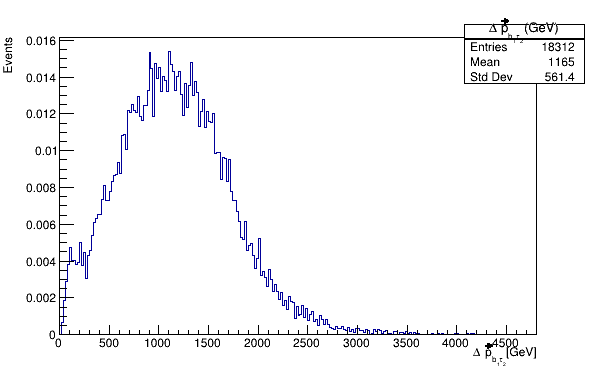 Δ p⃗_{b₁τ₂} (GeV)
Entries 18312
Mean 1165
Std Dev 561.4
Events
0.016
0.014
0.012
0.01
0.008
0.006
0.004
0.002
0
0 500 1000 1500 2000 2500 3000 3500 4000 4500
Δ p⃗_{b₁τ₂} [GeV]